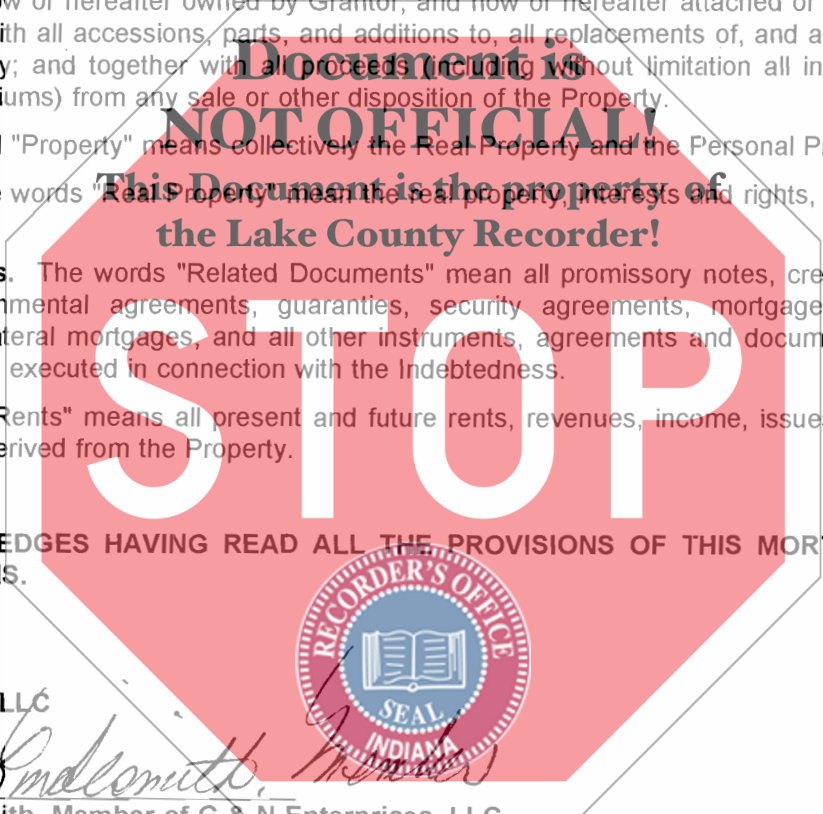 w or hereafter owned by Grantor, and now or hereafter attached or
ith all accessions, parts, and additions to, all replacements of, and a
y; and together with all proceeds (including without limitation all in
iums) from any sale or other disposition of the Property.
"Property" means collectively the Real Property and the Personal P
words "Real Property" mean the real property, interests and rights,
s. The words "Related Documents" mean all promissory notes, cre
nmental agreements, guaranties, security agreements, mortgage
ateral mortgages, and all other instruments, agreements and docum
executed in connection with the Indebtedness.
Rents" means all present and future rents, revenues, income, issue
erived from the Property.
EDGES HAVING READ ALL THE PROVISIONS OF THIS MOR
IS.
LLC
Member
ith, Member of C & N Enterprises, LLC
Document is
NOT OFFICIAL!
This Document is the property of
the Lake County Recorder!
STOP
RECORDER'S OFFICE
SEAL
INDIANA